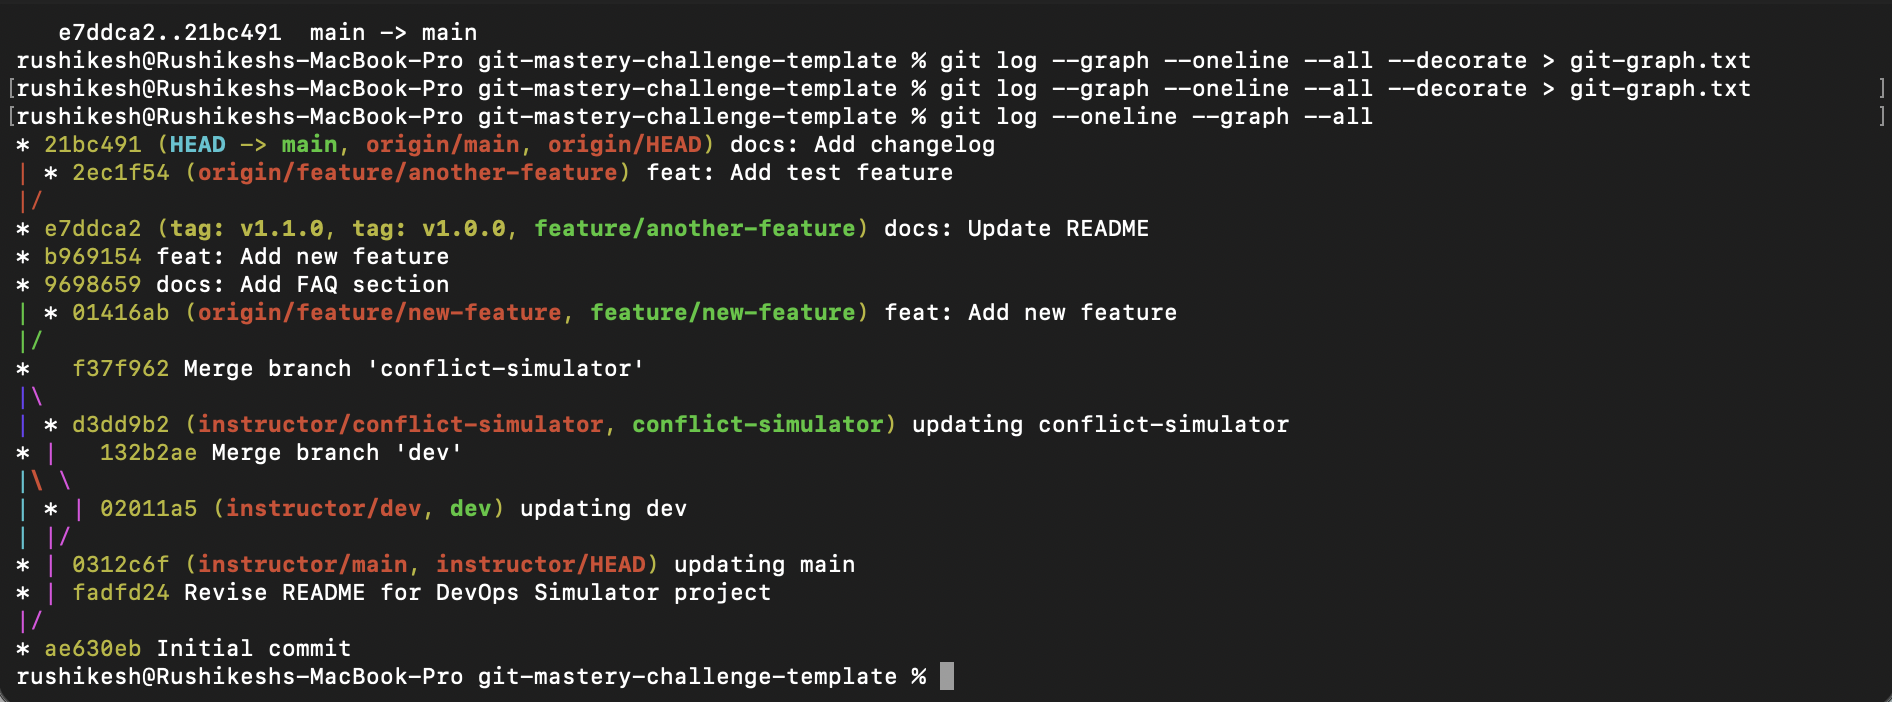 e7ddca2..21bc491  main -> main
rushikesh@Rushikeshs-MacBook-Pro git-mastery-challenge-template % git log --graph --oneline --all --decorate > git-graph.txt
[rushikesh@Rushikeshs-MacBook-Pro git-mastery-challenge-template % git log --graph --oneline --all --decorate > git-graph.txt ]
[rushikesh@Rushikeshs-MacBook-Pro git-mastery-challenge-template % git log --oneline --graph --all ]
* 21bc491 (HEAD -> main, origin/main, origin/HEAD) docs: Add changelog
| * 2ec1f54 (origin/feature/another-feature) feat: Add test feature
|/
* e7ddca2 (tag: v1.1.0, tag: v1.0.0, feature/another-feature) docs: Update README
* b969154 feat: Add new feature
* 9698659 docs: Add FAQ section
| * 01416ab (origin/feature/new-feature, feature/new-feature) feat: Add new feature
|/
*   f37f962 Merge branch 'conflict-simulator'
|\
| * d3dd9b2 (instructor/conflict-simulator, conflict-simulator) updating conflict-simulator
* |   132b2ae Merge branch 'dev'
|\ \
| * | 02011a5 (instructor/dev, dev) updating dev
| |/
* | 0312c6f (instructor/main, instructor/HEAD) updating main
* | fadfd24 Revise README for DevOps Simulator project
|/
* ae630eb Initial commit
rushikesh@Rushikeshs-MacBook-Pro git-mastery-challenge-template %